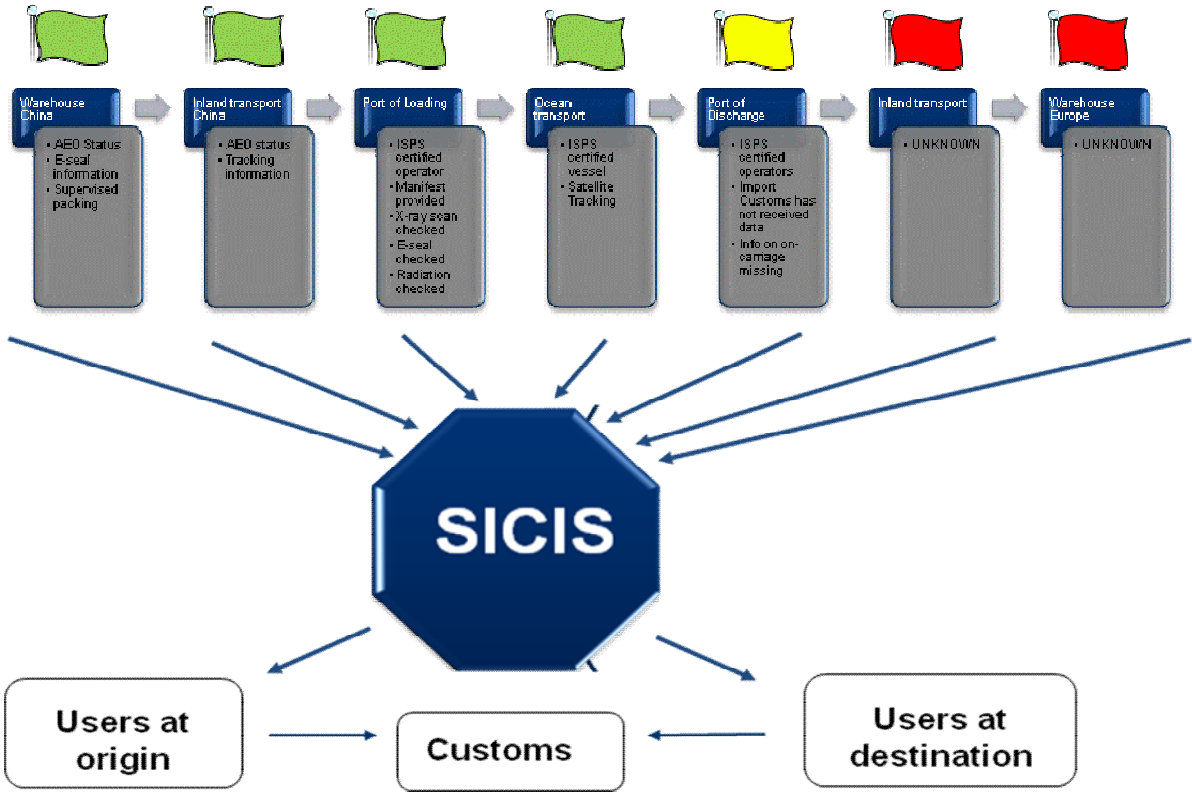 Warehouse
China
• AEO Status
• E-seal
information
• Supervised
packing
Inland transport
China
• AEO status
• Tracking
information
Port of Loading
• ISPS
certified
operator
• Manifest
provided
• X-ray scan
checked
• E-seal
checked
• Radiation
checked
Ocean
transport
• ISPS
certified
vessel
• Satellite
Tracking
Port of
Discharge
• ISPS
certified
operators
• Import
Customs has
not received
data
• Info on on-
carriage
missing
Inland transport
• UNKNOWN
Warehouse
Europe
• UNKNOWN
SICIS
Users at
origin
Customs
Users at
destination